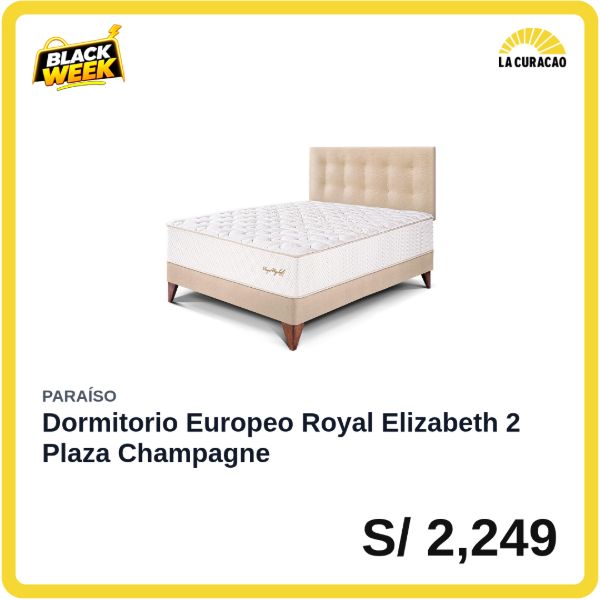 BLACK
WEEK
LA CURACAO
PARAÍSO
Dormitorio Europeo Royal Elizabeth 2
Plaza Champagne
S/ 2,249